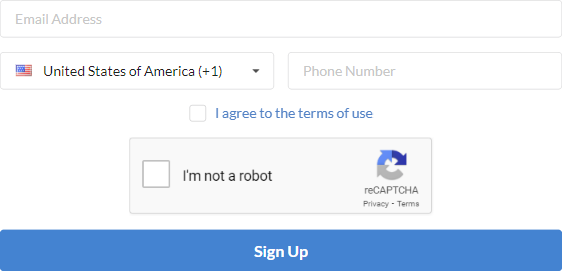 Email Address
United States of America (+1)
Phone Number
I agree to the terms of use
I'm not a robot
reCAPTCHA
Privacy - Terms
Sign Up